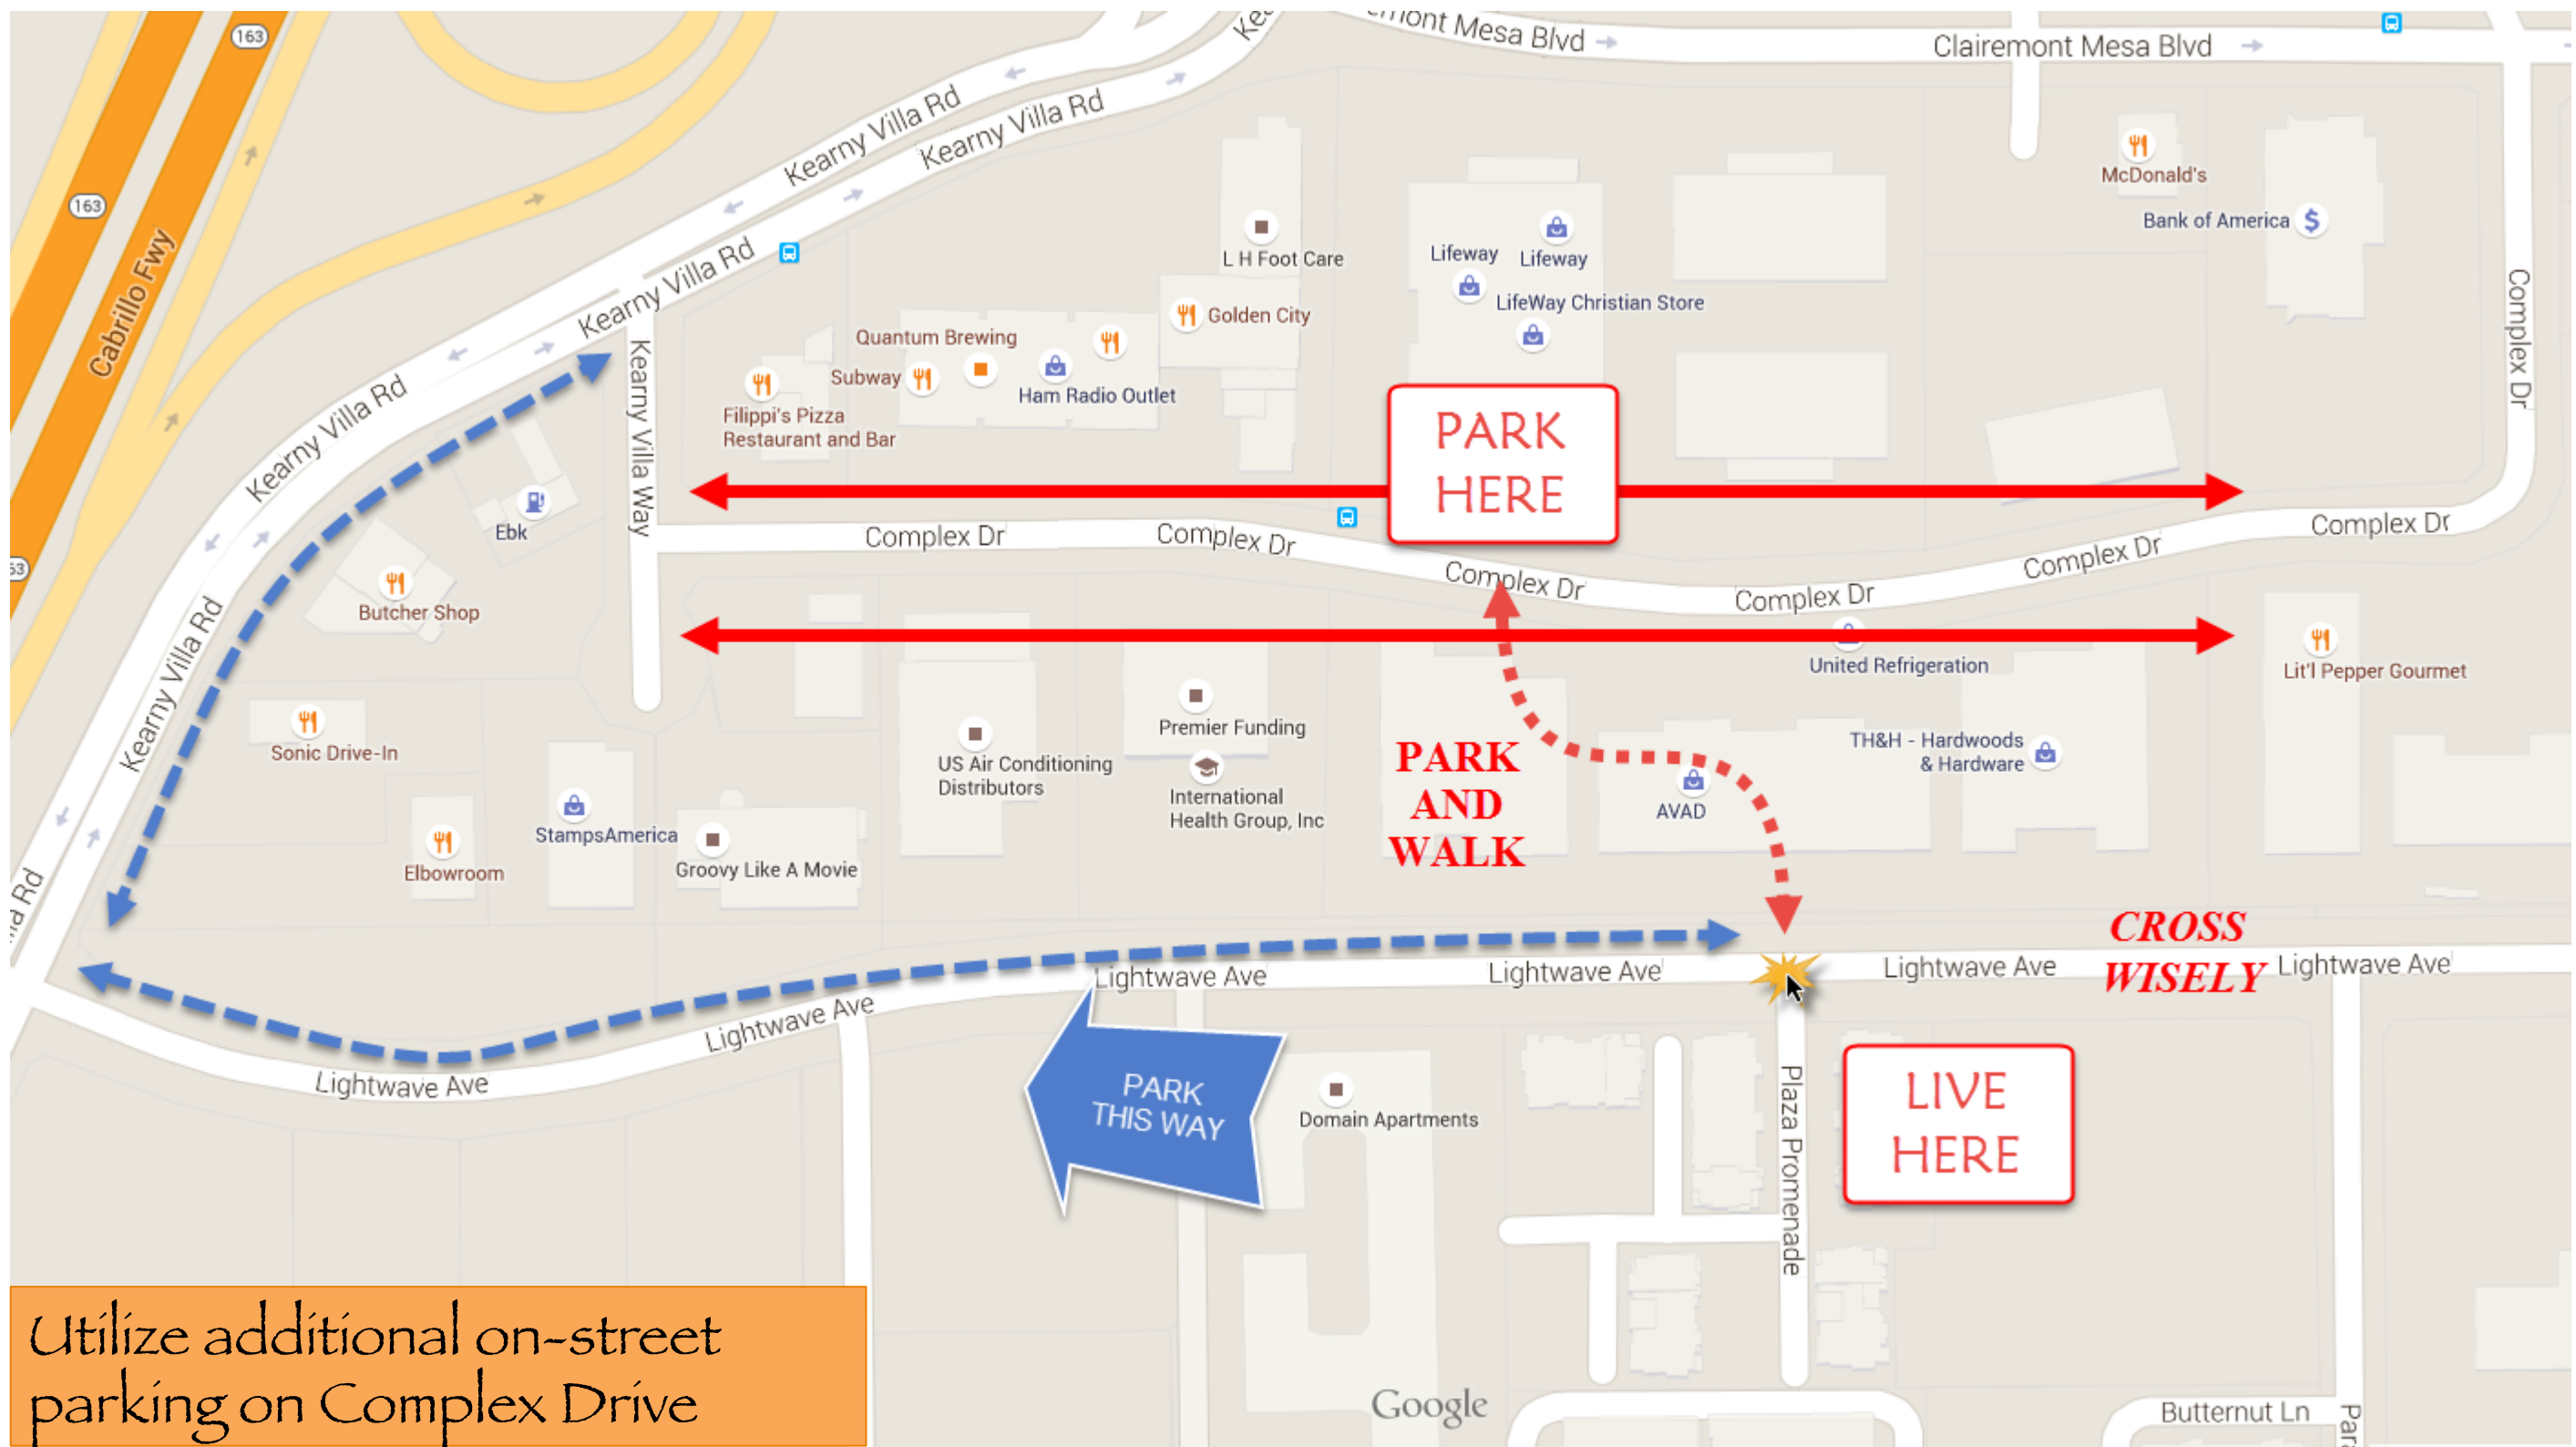 163
Clairemont Mesa Blvd
mont Mesa Blvd
Kearny Villa Rd
Kearny Villa Rd
163
McDonald's
Bank of America
Cabrillo Fwy
Kearny Villa Rd
L H Foot Care
Lifeway
Lifeway
LifeWay Christian Store
Complex Dr
Golden City
Quantum Brewing
Subway
Ham Radio Outlet
Filippi's Pizza
Restaurant and Bar
Kearny Villa Rd
Kearny Villa Way
PARK
HERE
Ebk
Complex Dr
Complex Dr
Complex Dr
Complex Dr
Complex Dr
Complex Dr
Butcher Shop
Kearny Villa Rd
United Refrigeration
Lit'l Pepper Gourmet
Sonic Drive-In
Premier Funding
US Air Conditioning
Distributors
International
Health Group, Inc
PARK
AND
WALK
AVAD
TH&H - Hardwoods
& Hardware
StampsAmerica
Groovy Like A Movie
Elbowroom
Rd
CROSS
WISELY
Lightwave Ave
Lightwave Ave
Lightwave Ave
Lightwave Ave
Lightwave Ave
Lightwave Ave
PARK
THIS WAY
Domain Apartments
Plaza Promenade
LIVE
HERE
Utilize additional on-street
parking on Complex Drive
Google
Butternut Ln